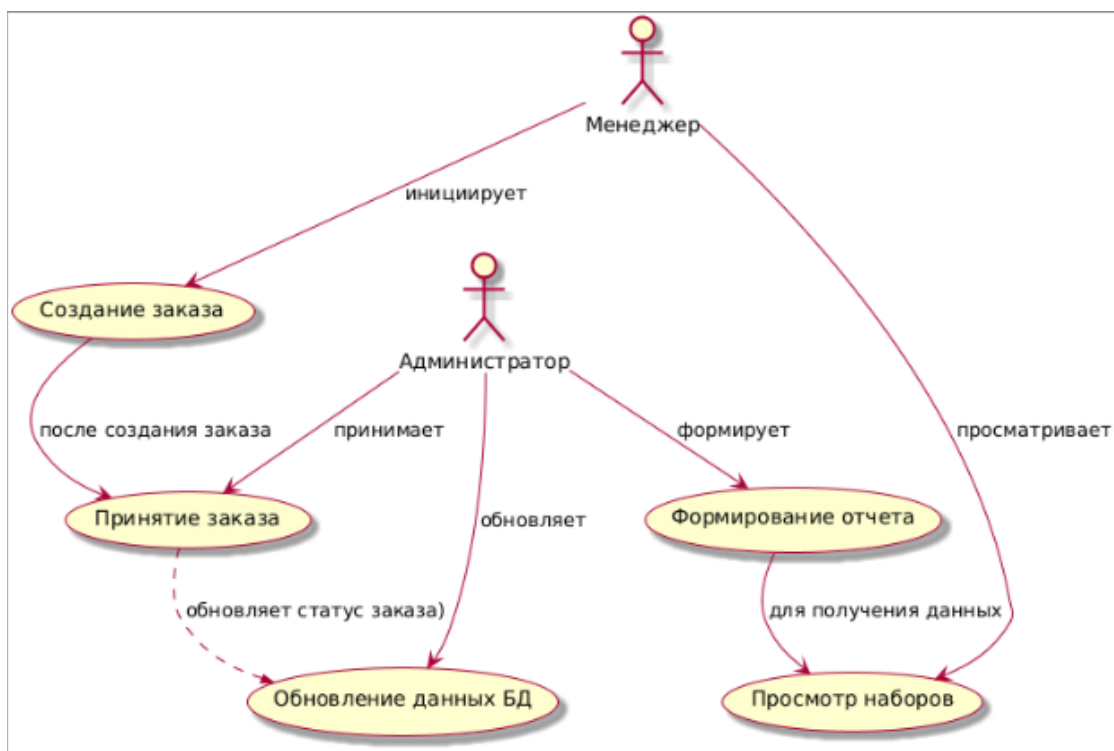 Менеджер
инициирует
Создание заказа
Администратор
после создания заказа
принимает
формирует
просматривает
Принятие заказа
обновляет
Формирование отчета
обновляет статус заказа)
для получения данных
Обновление данных БД
Просмотр наборов